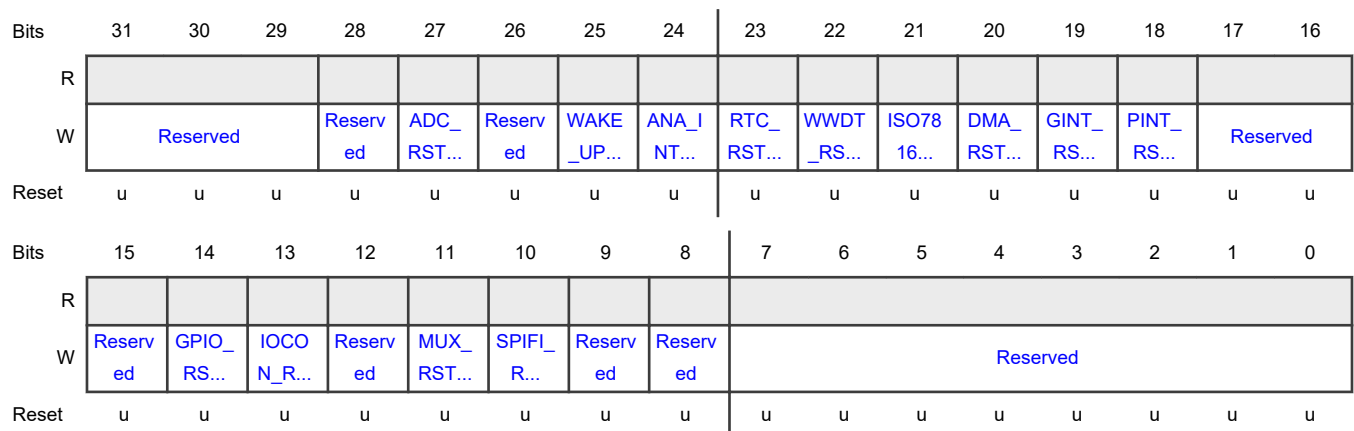 Bits 31 30 29 28 27 26 25 24 23 22 21 20 19 18 17 16
R
W Reserved Reserv ADC_ Reserv WAKE ANA_I RTC_ WWDT ISO78 DMA_ GINT_ PINT_ Reserved
ed RST... ed _UP... NT... RST... _RS... 16... RST... RS... RS...
Reset u u u u u u u u u u u u u u u u
Bits 15 14 13 12 11 10 9 8 7 6 5 4 3 2 1 0
R
W Reserv GPIO_ IOCO Reserv MUX_ SPIFI_ Reserv Reserv Reserved
ed RS... N_R... ed RST... R... ed ed
Reset u u u u u u u u u u u u u u u u